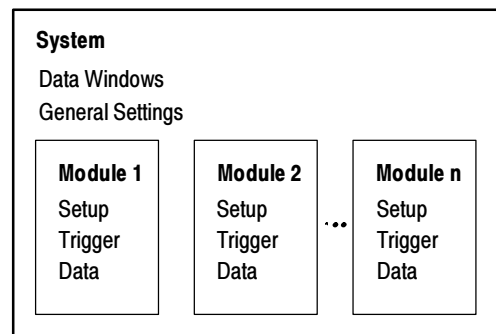 System
Data Windows
General Settings
Module 1
Setup
Trigger
Data
Module 2
Setup
Trigger
Data
...
Module n
Setup
Trigger
Data